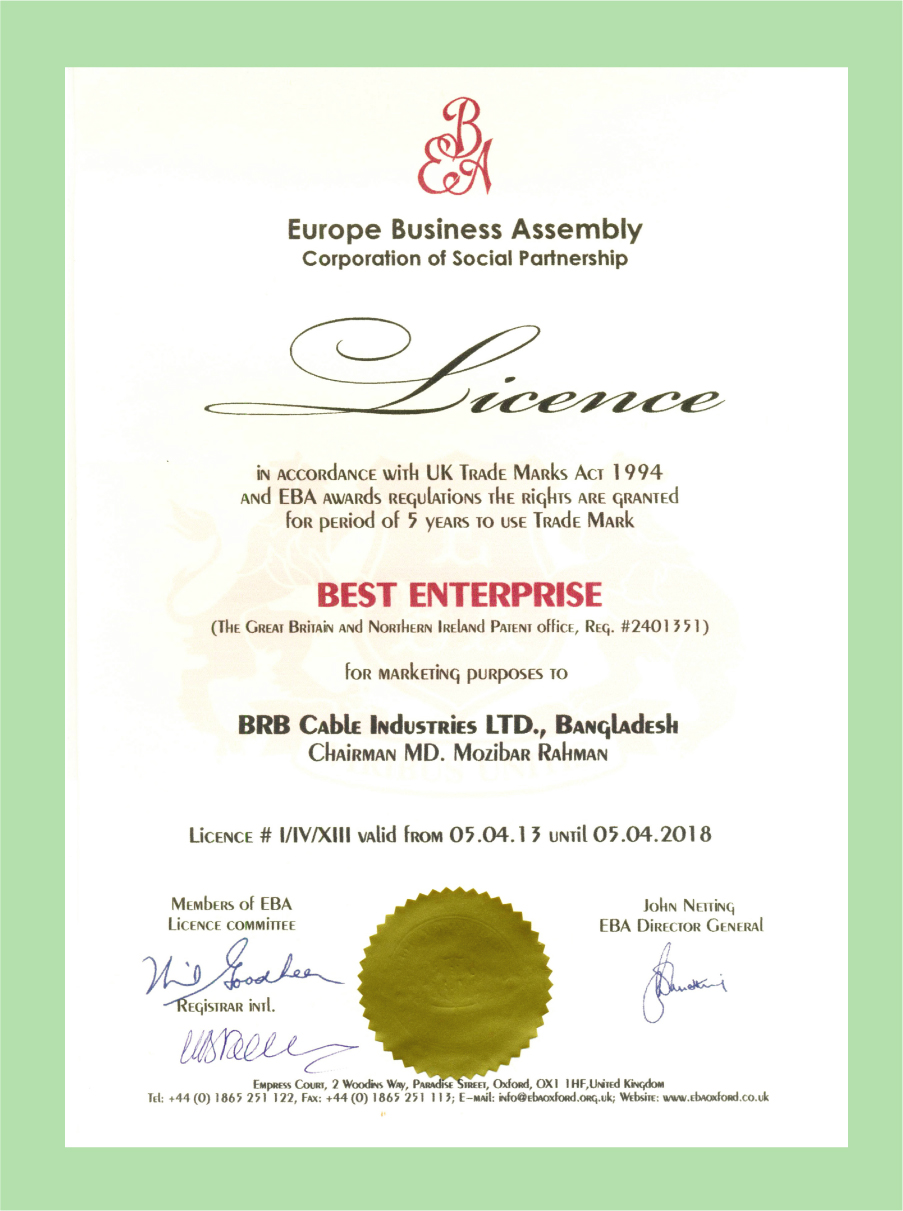 EBA
Europe Business Assembly
Corporation of Social Partnership
Licence
in accordance with UK Trade Marks Act 1994
and EBA awards regulations the rights are granted
for period of 5 years to use Trade Mark
BEST ENTERPRISE
(The Great Britain and Northern Ireland Patent office, Reg. #2401351)
for marketing purposes to
BRB Cable Industries LTD., Bangladesh
Chairman MD. Mozibar Rahman
Licence # I/IV/XIII valid from 05.04.13 until 05.04.2018
Members of EBA
Licence committee
Registrar intl.
John Netting
EBA Director General
Empress Court, 2 Woodins Way, Paradise Street, Oxford, OX1 1HF,United Kingdom
Tel: +44 (0) 1865 251 122, Fax: +44 (0) 1865 251 113; E-mail: info@ebaoxford.org.uk; Website: www.ebaoxford.co.uk